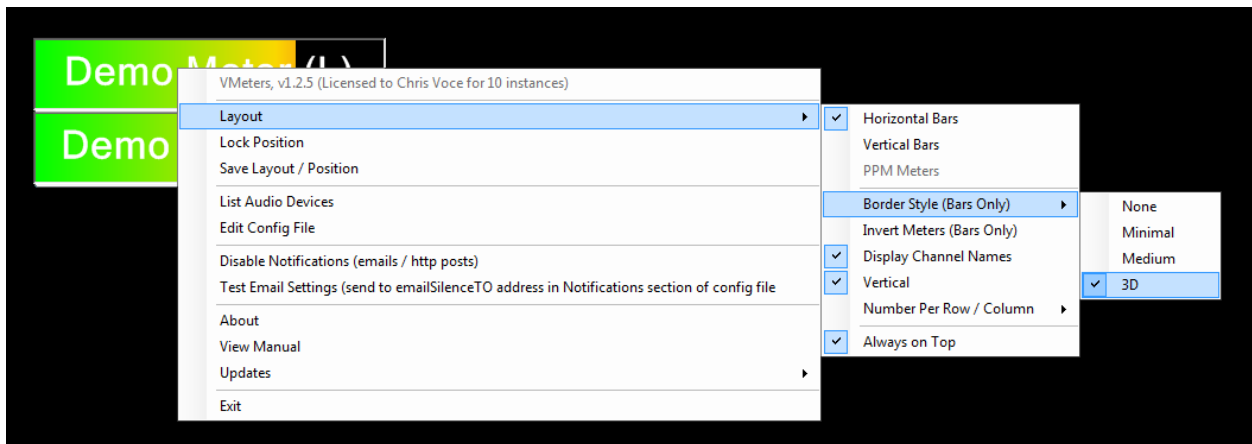 Demo Meter (L)
Demo
VMeters, v1.2.5 (Licensed to Chris Voce for 10 instances)
Layout
Lock Position
Save Layout / Position
List Audio Devices
Edit Config File
Disable Notifications (emails / http posts)
Test Email Settings (send to emailSilenceTO address in Notifications section of config file
About
View Manual
Updates
Exit
Horizontal Bars
Vertical Bars
PPM Meters
Border Style (Bars Only)
Invert Meters (Bars Only)
Display Channel Names
Vertical
Number Per Row / Column
Always on Top
None
Minimal
Medium
3D